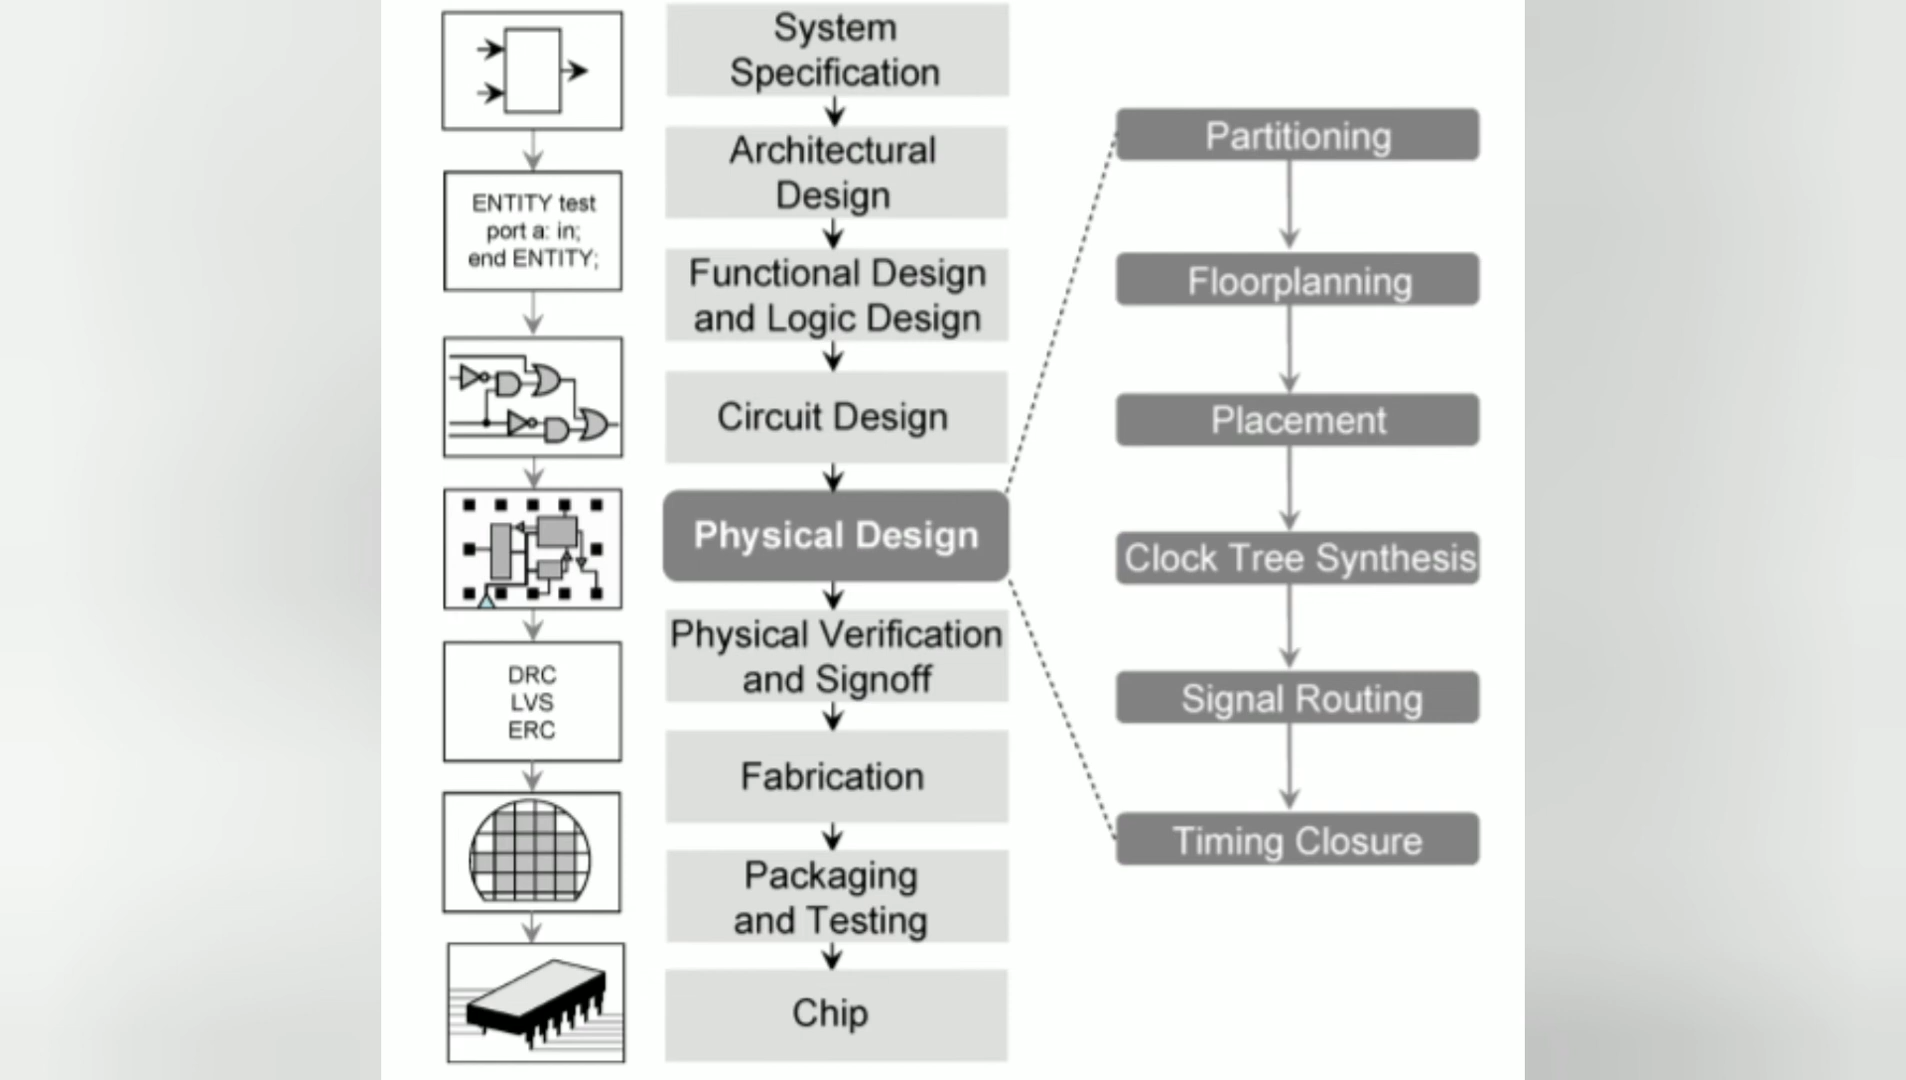 ENTITY test
port a: in;
end ENTITY;
DRC
LVS
ERC
System
Specification
Architectural
Design
Functional Design
and Logic Design
Circuit Design
Physical Design
Physical Verification
and Signoff
Fabrication
Packaging
and Testing
Chip
Partitioning
Floorplanning
Placement
Clock Tree Synthesis
Signal Routing
Timing Closure